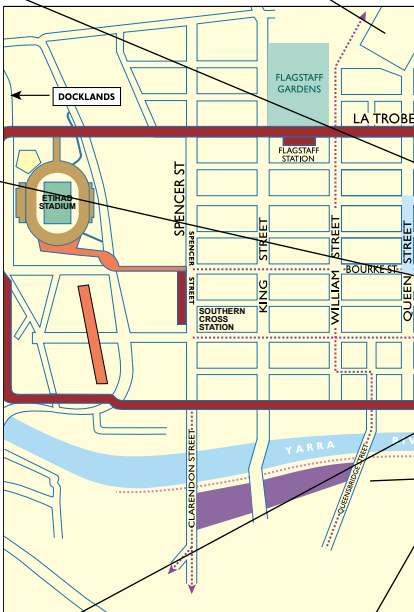 FLAGSTAFF
GARDENS
DOCKLANDS
LA TROBE
FLAGSTAFF
STATION
SPENCER ST
ETIHAD
STADIUM
SPENCER STREET
KING STREET
WILLIAM STREET
QUEEN STREET
BOURKE ST
SOUTHERN
CROSS
STATION
CLARENDON STREET
YARRA
QUEENSBRIDGE STREET